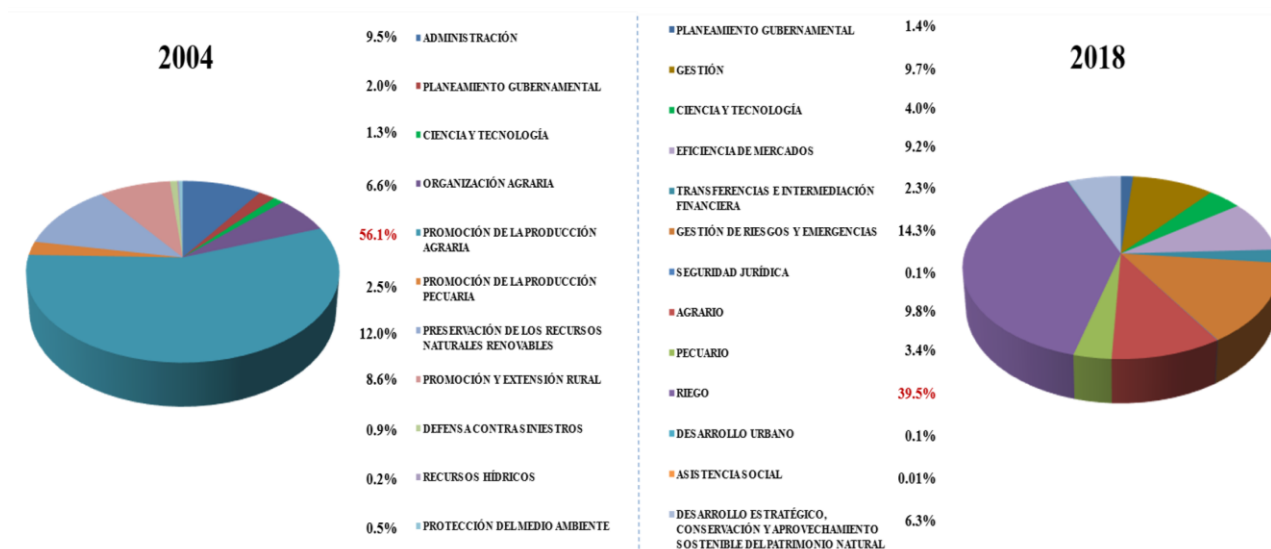 2004
9.5% ADMINISTRACIÓN
2.0% PLANEAMIENTO GUBERNAMENTAL
1.3% CIENCIA Y TECNOLOGÍA
6.6% ORGANIZACIÓN AGRARIA
56.1% PROMOCIÓN DE LA PRODUCCIÓN
AGRARIA
2.5% PROMOCIÓN DE LA PRODUCCIÓN
PECUARIA
12.0% PRESERVACIÓN DE LOS RECURSOS
NATURALES RENOVABLES
8.6% PROMOCIÓN Y EXTENSIÓN RURAL
0.9% DEFENSA CONTRA SINIESTROS
0.2% RECURSOS HÍDRICOS
0.5% PROTECCIÓN DEL MEDIO AMBIENTE
2018
PLANEAMIENTO GUBERNAMENTAL 1.4%
GESTIÓN 9.7%
CIENCIA Y TECNOLOGÍA 4.0%
EFICIENCIA DE MERCADOS 9.2%
TRANSFERENCIAS E INTERMEDIACIÓN 2.3%
FINANCIERA
GESTIÓN DE RIESGOS Y EMERGENCIAS 14.3%
SEGURIDAD JURÍDICA 0.1%
AGRARIO 9.8%
PECUARIO 3.4%
RIEGO 39.5%
DESARROLLO URBANO 0.1%
ASISTENCIA SOCIAL 0.01%
DESARROLLO ESTRATÉGICO,
CONSERVACIÓN Y APROVECHAMIENTO 6.3%
SOSTENIBLE DEL PATRIMONIO NATURAL